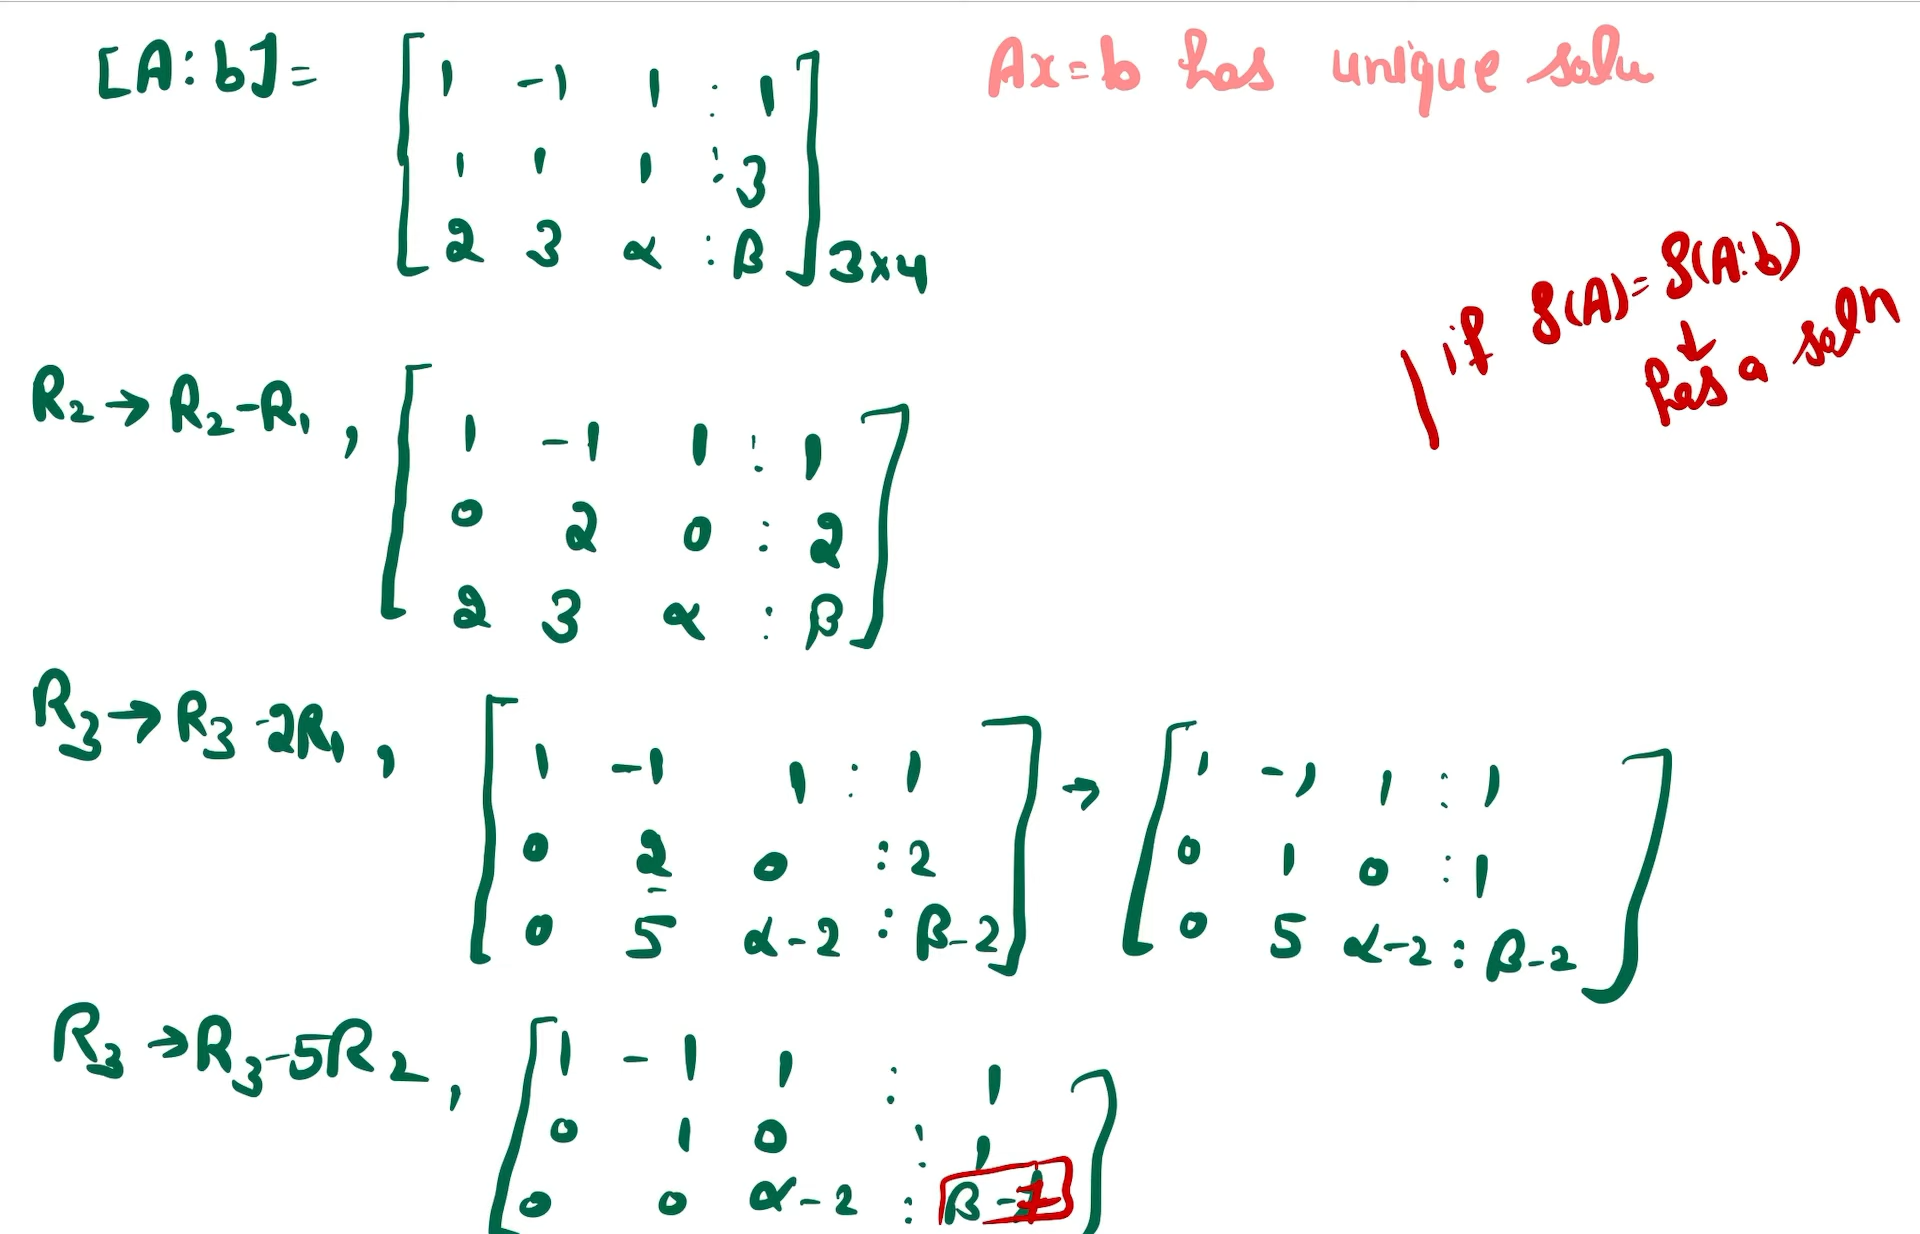 [A:b]= [ 1 -1 1 : 1 Ax=b has unique solu
1 1 1 : 3
2 3 α : β ]3×4
| if ρ(A)=ρ(A:b)
↓
has a soln
R2→R2-R1, [ 1 -1 1 : 1
0 2 0 : 2
2 3 α : β ]
R3→R3-2R1, [ 1 -1 1 : 1 ] → [ 1 -1 1 : 1 ]
0 2 0 : 2 0 1 0 : 1
0 5 α-2 : β-2 0 5 α-2 : β-2
R3→R3-5R2, [ 1 -1 1 : 1 ]
0 1 0 : 1
0 0 α-2 : β-7